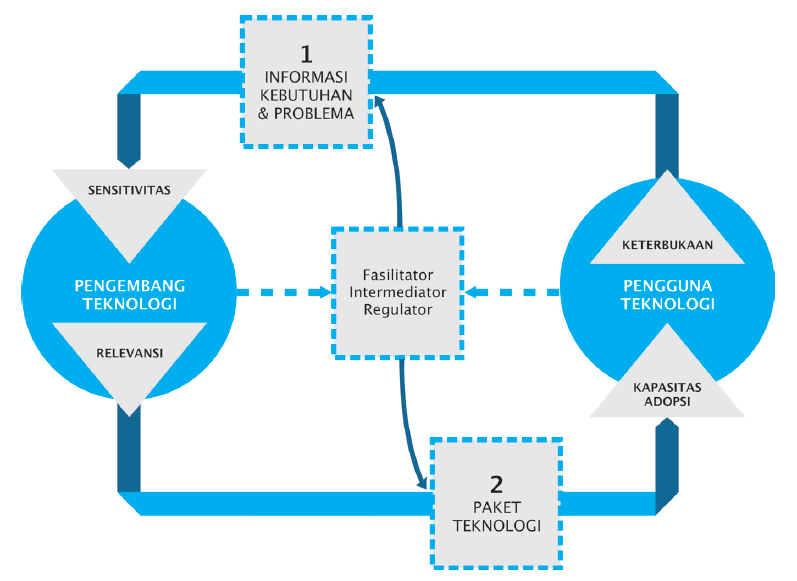 1
INFORMASI
KEBUTUHAN
& PROBLEMA
SENSITIVITAS
PENGEMBANG
TEKNOLOGI
RELEVANSI
Fasilitator
Intermediator
Regulator
KETERBUKAAN
PENGGUNA
TEKNOLOGI
KAPASITAS
ADOPSI
2
PAKET
TEKNOLOGI